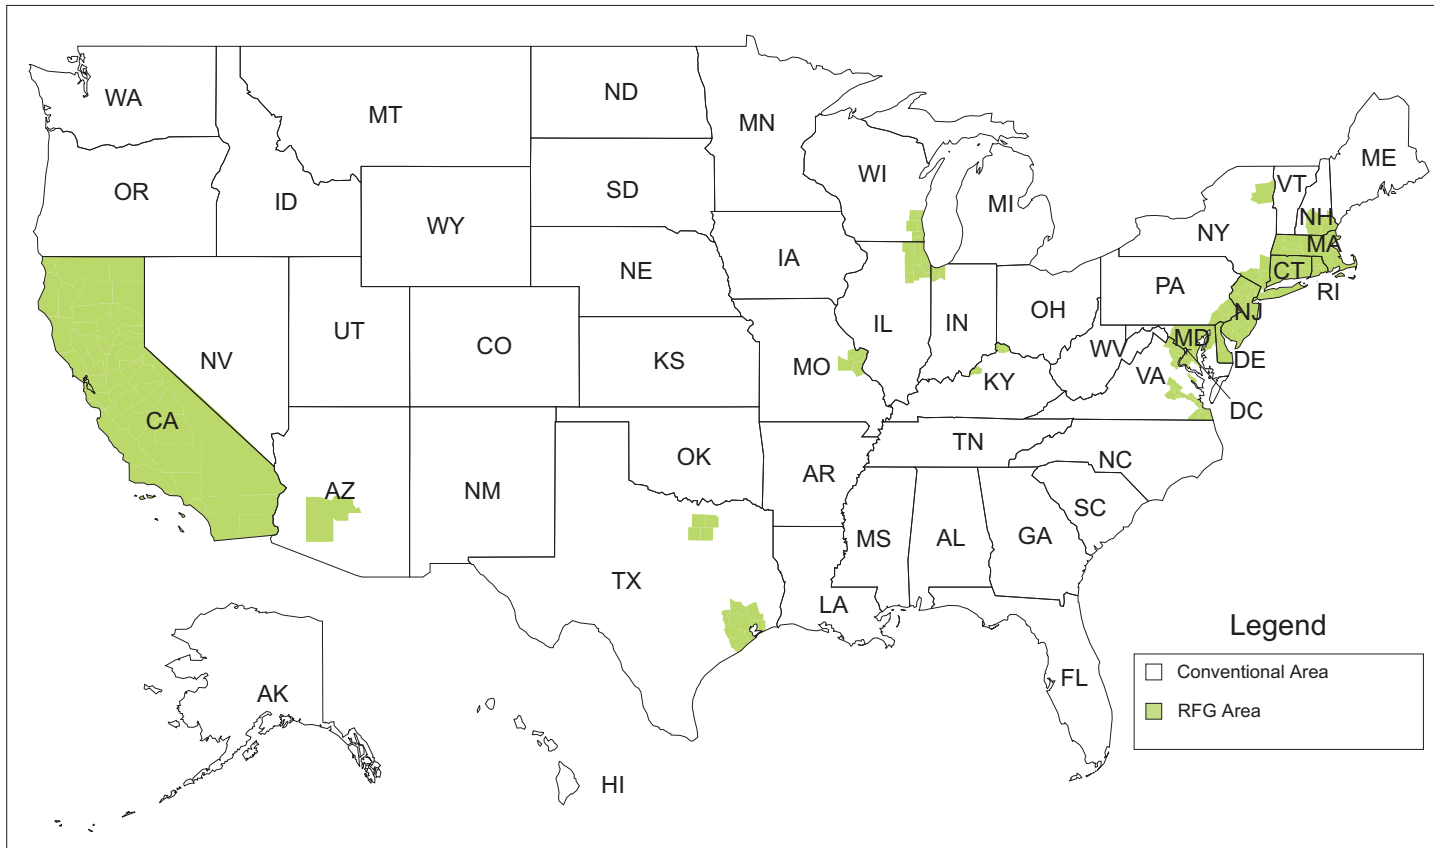 WA
MT
ND
MN
OR
ID
WY
SD
WI
MI
NY
VT
NH
ME
MA
CT
RI
NV
UT
CO
NE
IA
IL
IN
OH
PA
NJ
CA
KS
MO
KY
WV
VA
MD
DE
DC
AZ
NM
OK
AR
TN
NC
SC
TX
LA
MS
AL
GA
FL
AK
HI
Legend
Conventional Area
RFG Area